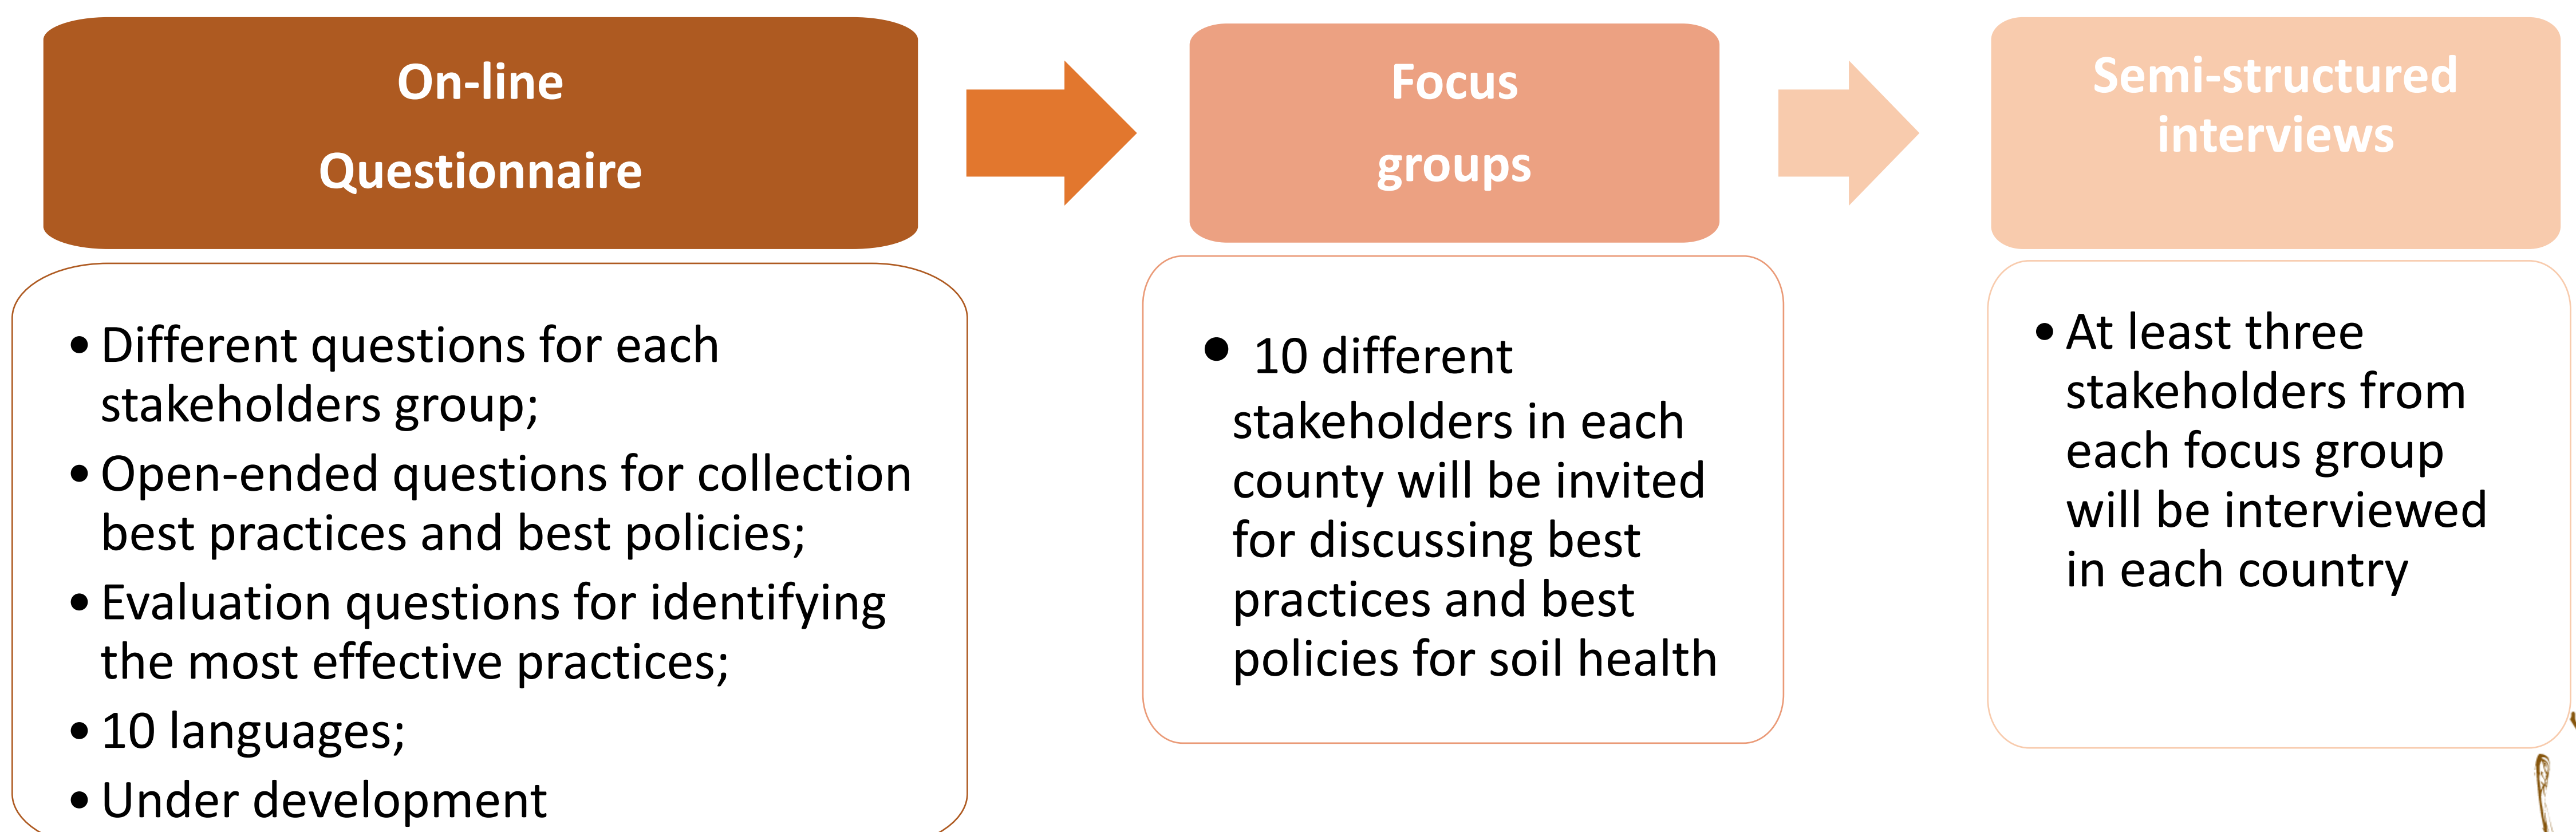 On-line
Questionnaire
• Different questions for each
stakeholders group;
• Open-ended questions for collection
best practices and best policies;
• Evaluation questions for identifying
the most effective practices;
• 10 languages;
• Under development
Focus
groups
• 10 different
stakeholders in each
county will be invited
for discussing best
practices and best
policies for soil health
Semi-structured
interviews
• At least three
stakeholders from
each focus group
will be interviewed
in each country